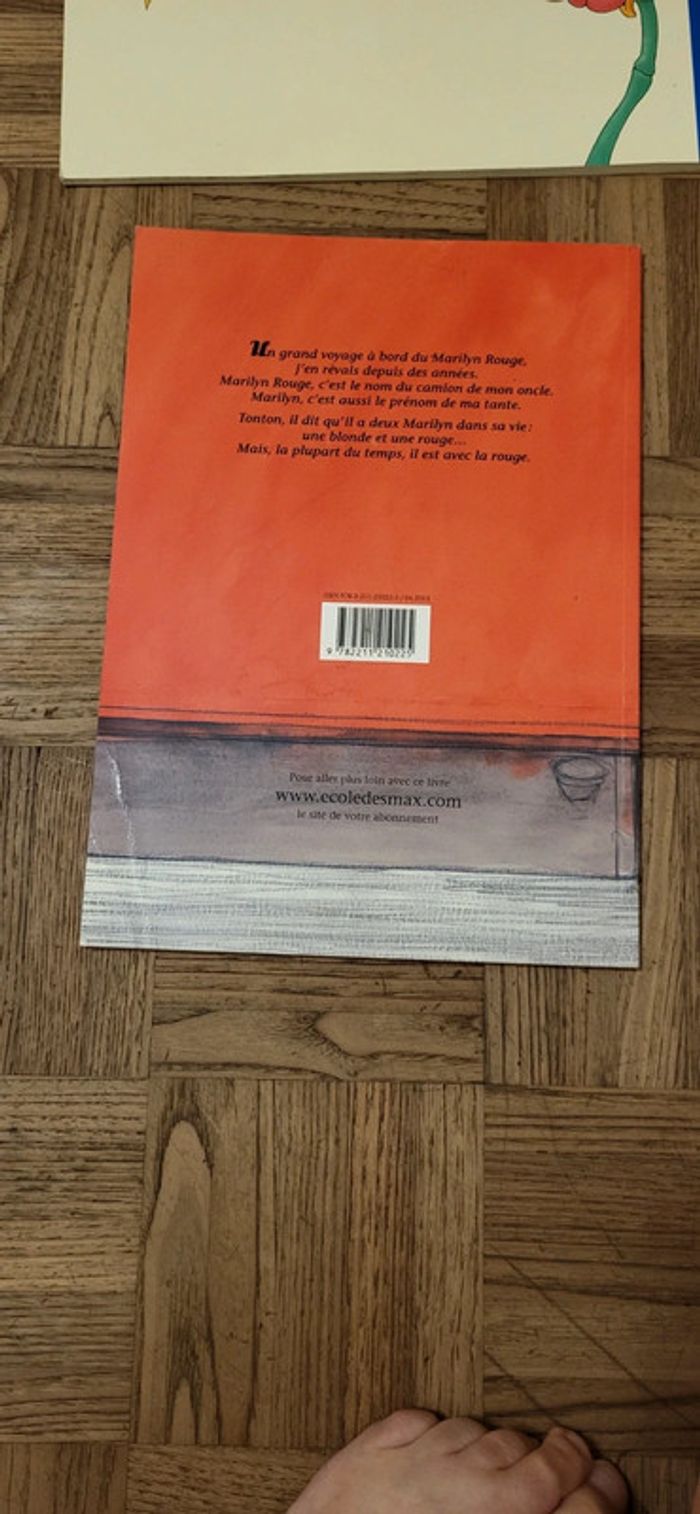 Un grand voyage à bord du Marilyn Rouge,
j'en rêvais depuis des années.
Marilyn Rouge, c'est le nom du camion de mon oncle.
Marilyn, c'est aussi le prénom de ma tante.
Tonton, il dit qu'il a deux Marilyn dans sa vie :
une blonde et une rouge...
Mais, la plupart du temps, il est avec la rouge.
9 782211 210225
Pour aller plus loin avec ce livre
www.ecoledesmax.com
le site de votre abonnement